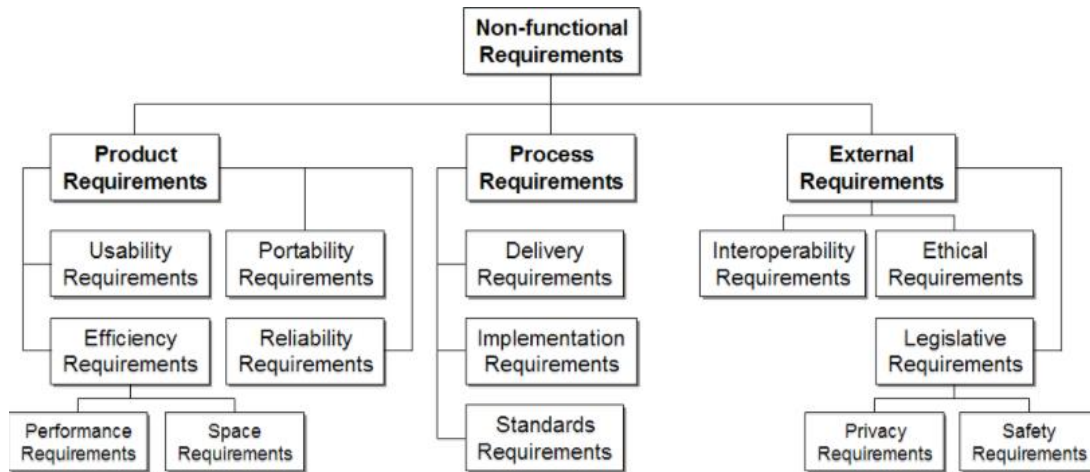 Non-functional
Requirements
Product
Requirements
Process
Requirements
External
Requirements
Usability
Requirements
Portability
Requirements
Delivery
Requirements
Interoperability
Requirements
Ethical
Requirements
Efficiency
Requirements
Reliability
Requirements
Implementation
Requirements
Legislative
Requirements
Performance
Requirements
Space
Requirements
Standards
Requirements
Privacy
Requirements
Safety
Requirements